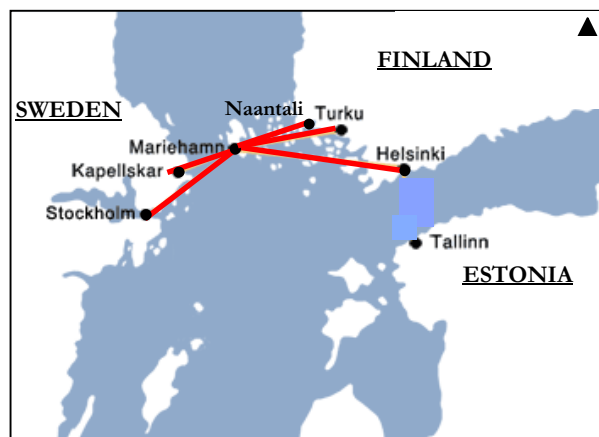 FINLAND
SWEDEN
Naantali
Turku
Mariehamn
Kapellskar
Helsinki
Stockholm
Tallinn
ESTONIA